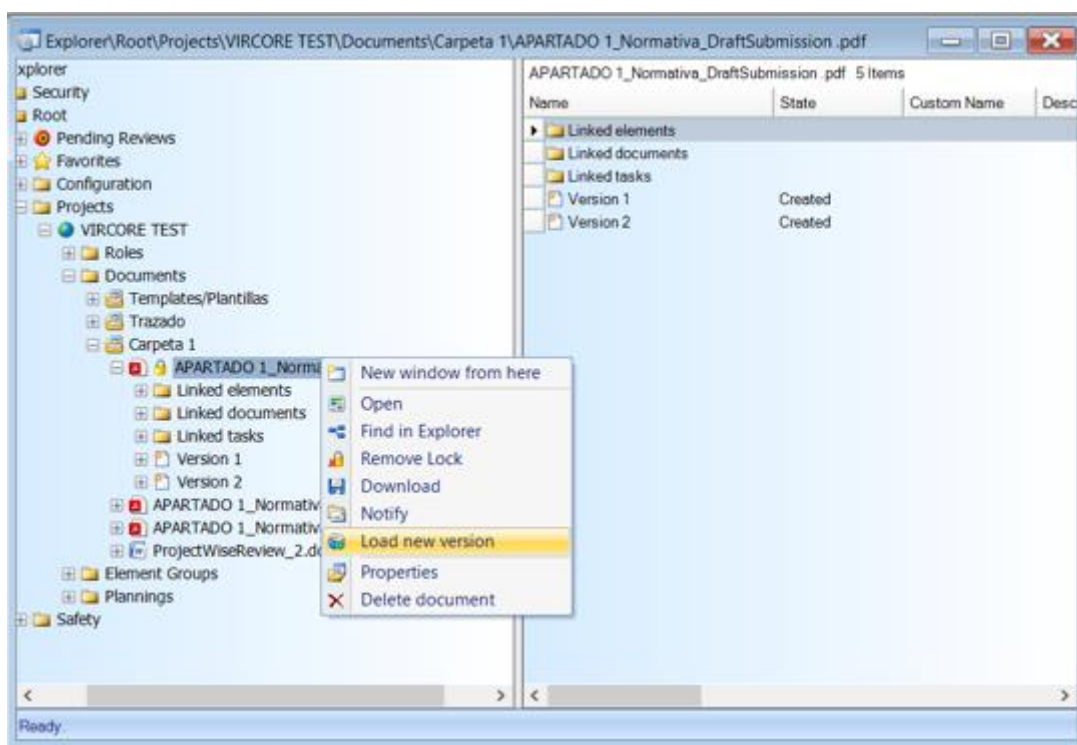 Explorer\Root\Projects\VIRCORE TEST\Documents\Carpeta 1\APARTADO 1_Normativa_DraftSubmission .pdf
xplorer
Security
Root
Pending Reviews
Favorites
Configuration
Projects
VIRCORE TEST
Roles
Documents
Templates/Plantillas
Trazado
Carpeta 1
APARTADO 1_Norma
Linked elements
Linked documents
Linked tasks
Version 1
Version 2
APARTADO 1_Normativ
APARTADO 1_Normativ
ProjectWiseReview_2.do
Element Groups
Plannings
Safety
New window from here
Open
Find in Explorer
Remove Lock
Download
Notify
Load new version
Properties
Delete document
APARTADO 1_Normativa_DraftSubmission .pdf 5 Items
Name State Custom Name Desc
Linked elements
Linked documents
Linked tasks
Version 1 Created
Version 2 Created
Ready.